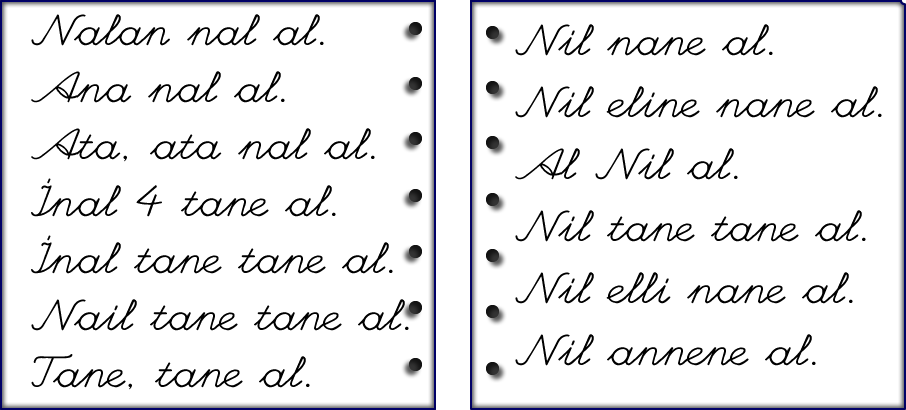 Nalan nal al.
Ana nal al.
Ata, ata nal al.
İnal 4 tane al.
İnal tane tane al.
Nail tane tane al.
Tane, tane al.
Nil nane al.
Nil eline nane al.
Al Nil al.
Nil tane tane al.
Nil elli nane al.
Nil annene al.